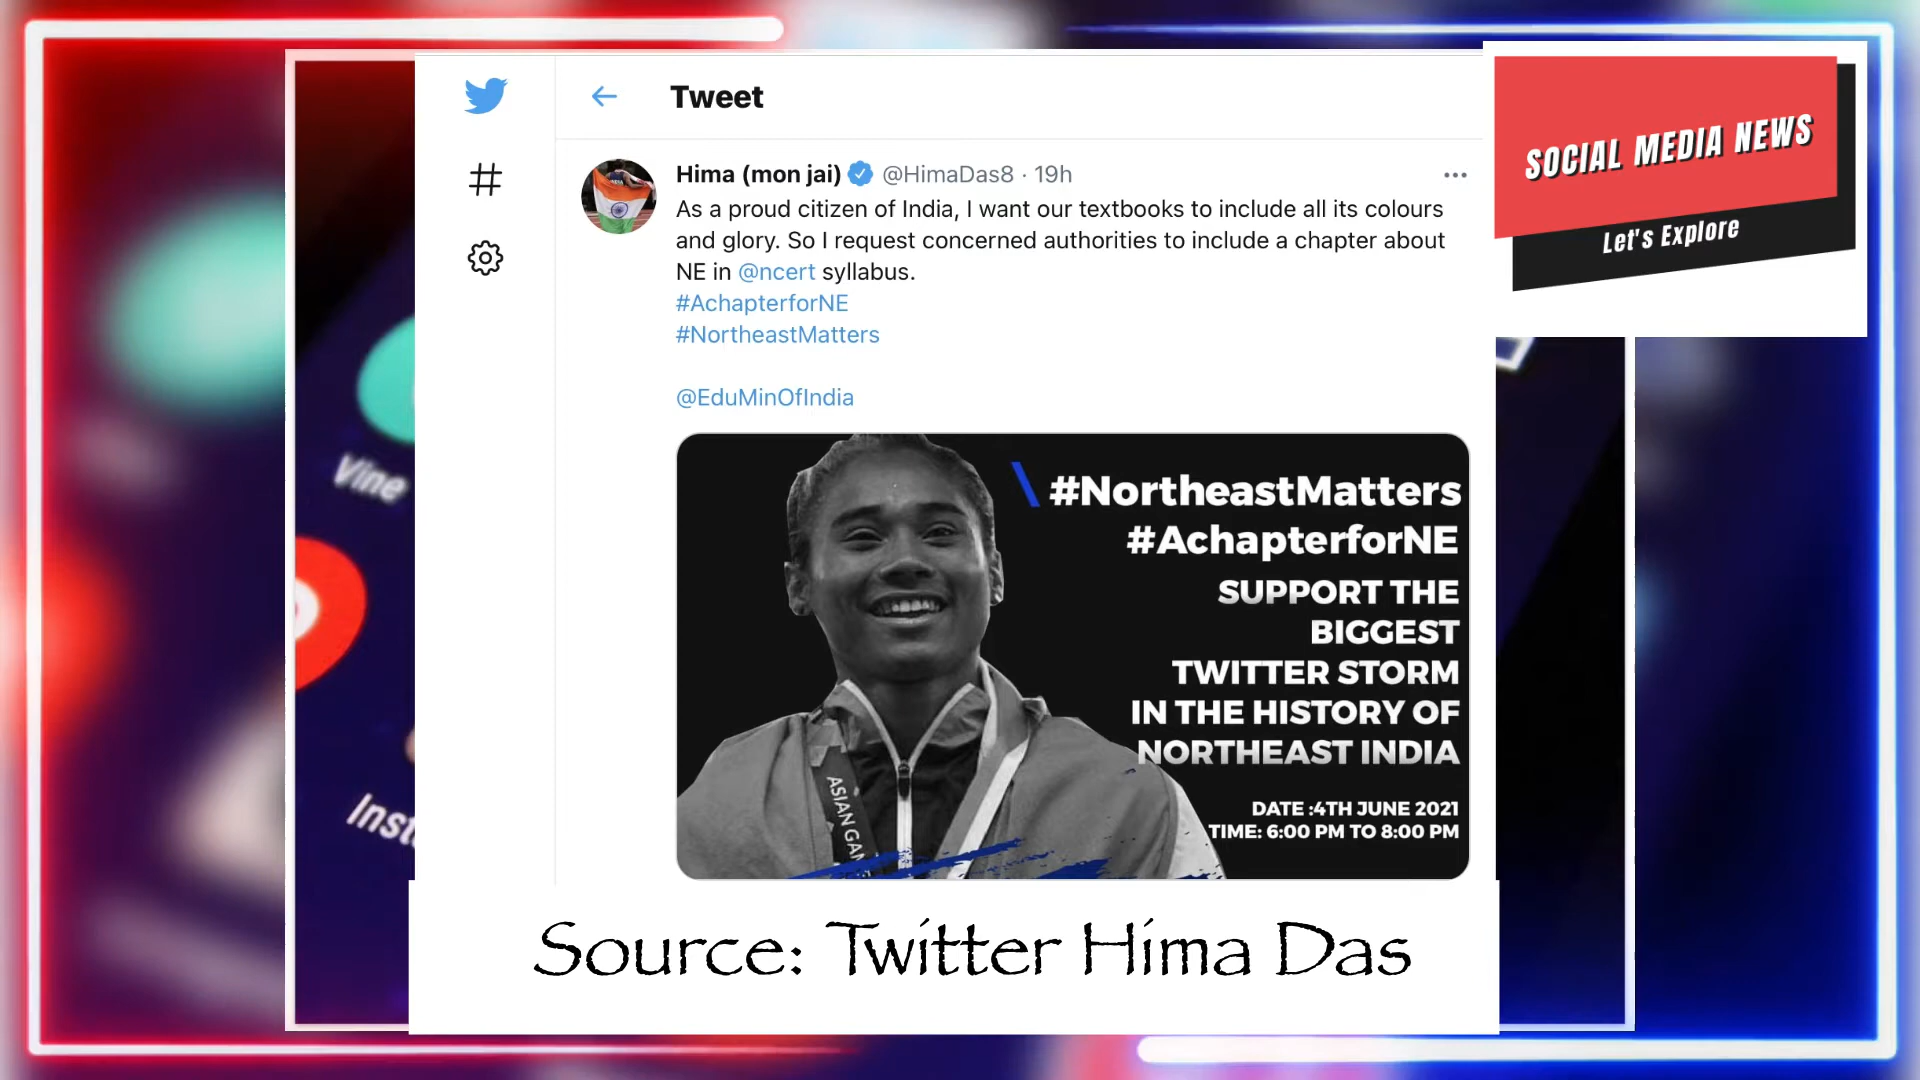 Tweet
Hima (mon jai) @HimaDas8 · 19h
As a proud citizen of India, I want our textbooks to include all its colours
and glory. So I request concerned authorities to include a chapter about
NE in @ncert syllabus.
#AchapterforNE
#NortheastMatters
@EduMinOfIndia
#NortheastMatters
#AchapterforNE
SUPPORT THE
BIGGEST
TWITTER STORM
IN THE HISTORY OF
NORTHEAST INDIA
DATE :4TH JUNE 2021
TIME: 6:00 PM TO 8:00 PM
ASIAN GAM
Source: Twitter Hima Das
SOCIAL MEDIA NEWS
Let's Explore
Vine
Inst